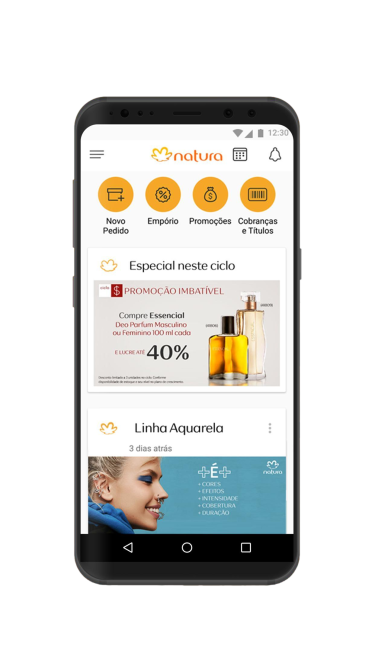 12:30
natura
Novo
Pedido
Empório
Promoções
Cobranças
e Títulos
Especial neste ciclo
$ PROMOÇÃO IMBATÍVEL
Compre Essencial
Deo Parfum Masculino
ou Feminino 100 ml cada
E LUCRE ATÉ 40%
Linha Aquarela
3 dias atrás
+É+
• CORES
• EFEITOS
• INTENSIDADE
• COBERTURA
• DURAÇÃO
natura